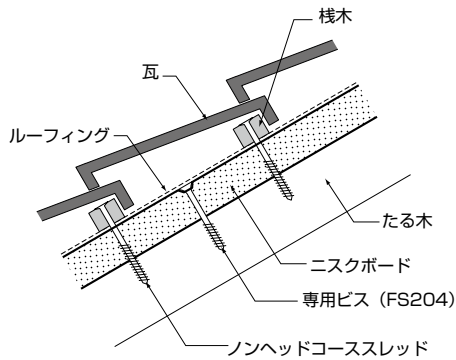 桟木
瓦
ルーフィング
たる木
ニスクボード
専用ビス（FS204）
ノンヘッドコーススレッド